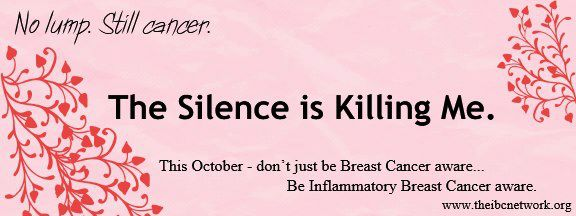 No lump. Still cancer.
The Silence is Killing Me.
This October - don't just be Breast Cancer aware...
Be Inflammatory Breast Cancer aware.
www.theibcnetwork.org